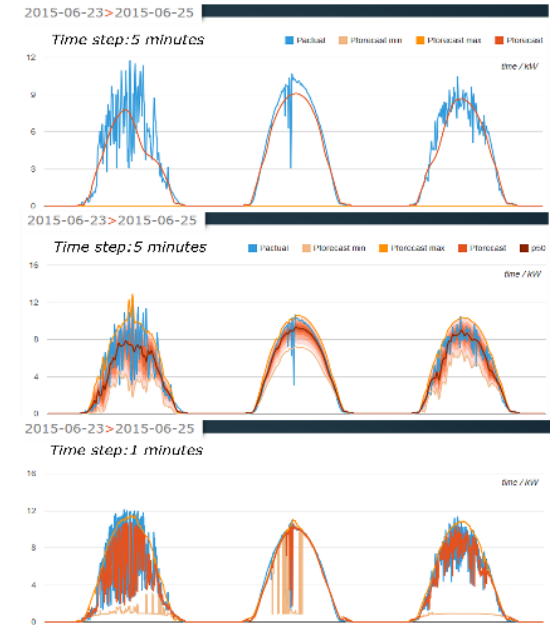 2015-06-23>2015-06-25
Time step:5 minutes
Pactual Pforecast min Pforecast max Pforecast
time / kW
12
9
6
3
0
2015-06-23>2015-06-25
Time step:5 minutes
Pactual Pforecast min Pforecast max Pforecast p50
time / kW
16
12
8
4
0
2015-06-23>2015-06-25
Time step:1 minutes
time / kW
16
12
8
4
0